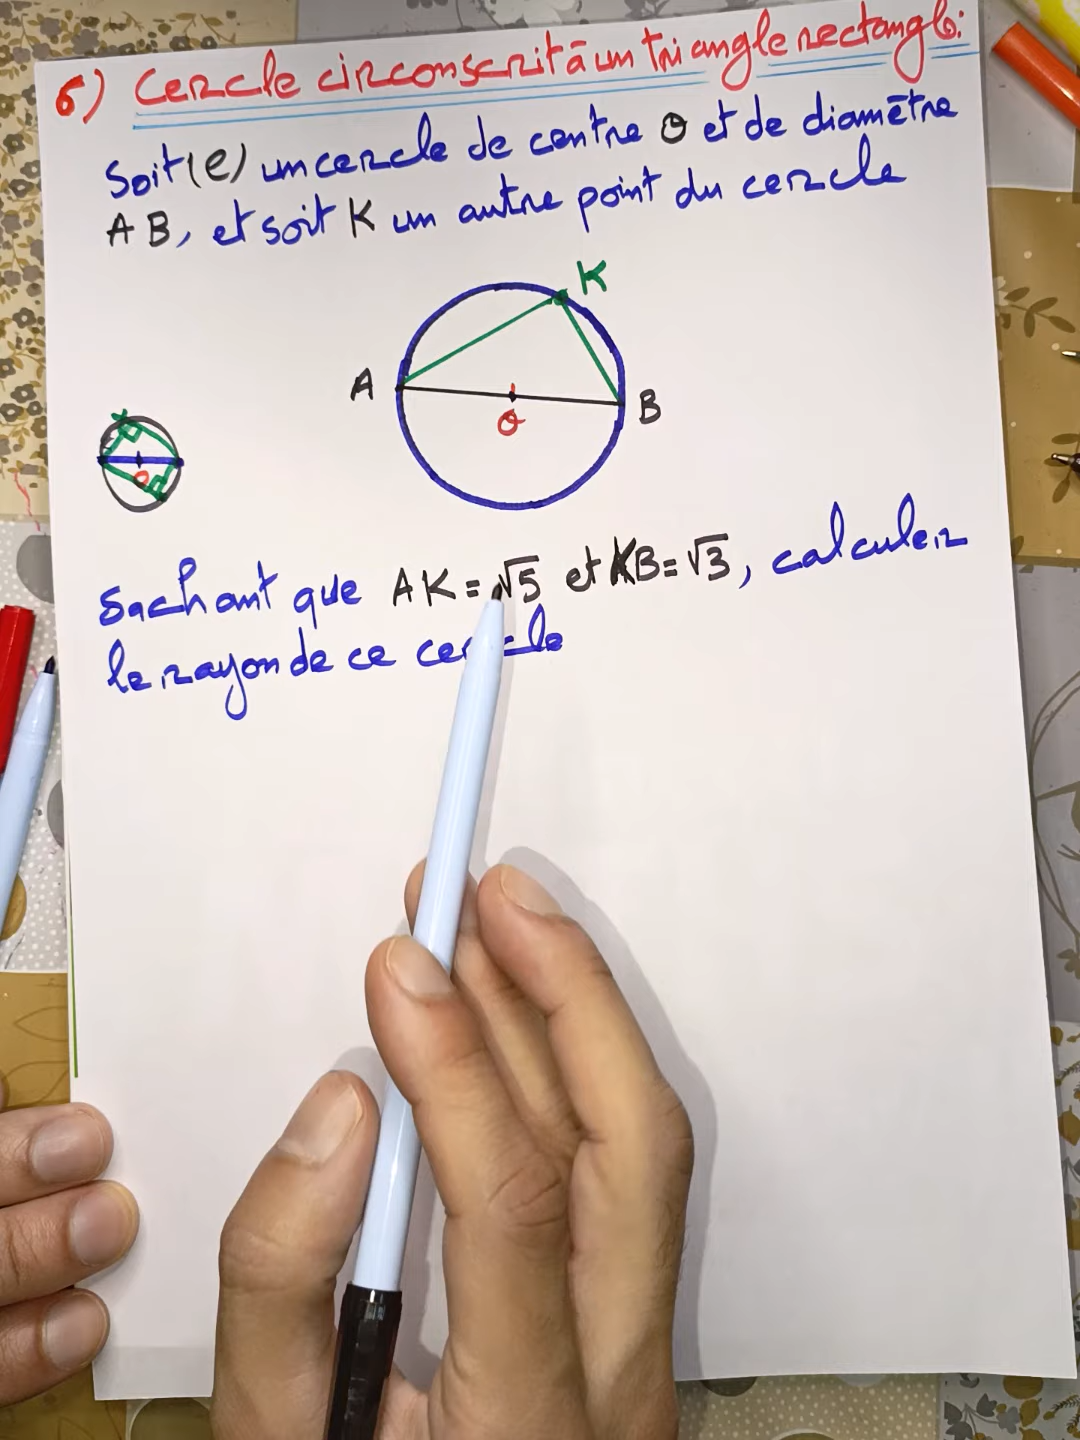 6) Cercle circonscrit à un triangle rectangle:
Soit (C) un cercle de centre O et de diamètre
AB, et soit K un autre point du cercle
K
A
B
O
O
Sachant que AK = √5 et KB = √3, calculer
le rayon de ce cercle